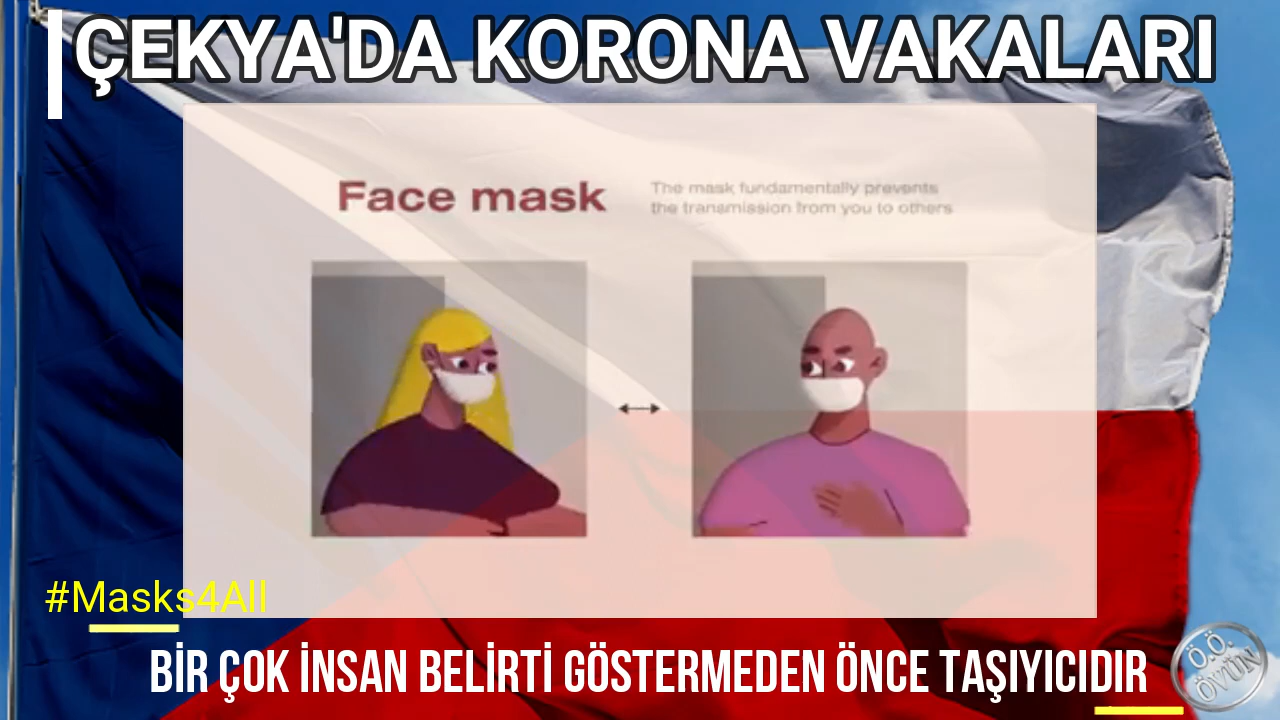 ÇEKYA'DA KORONA VAKALARI
Face mask
The mask fundamentally prevents
the transmission from you to others
#Masks4All
BİR ÇOK İNSAN BELİRTİ GÖSTERMEDEN ÖNCE TAŞIYICIDIR
Ö.Ö.
ÖVÜN